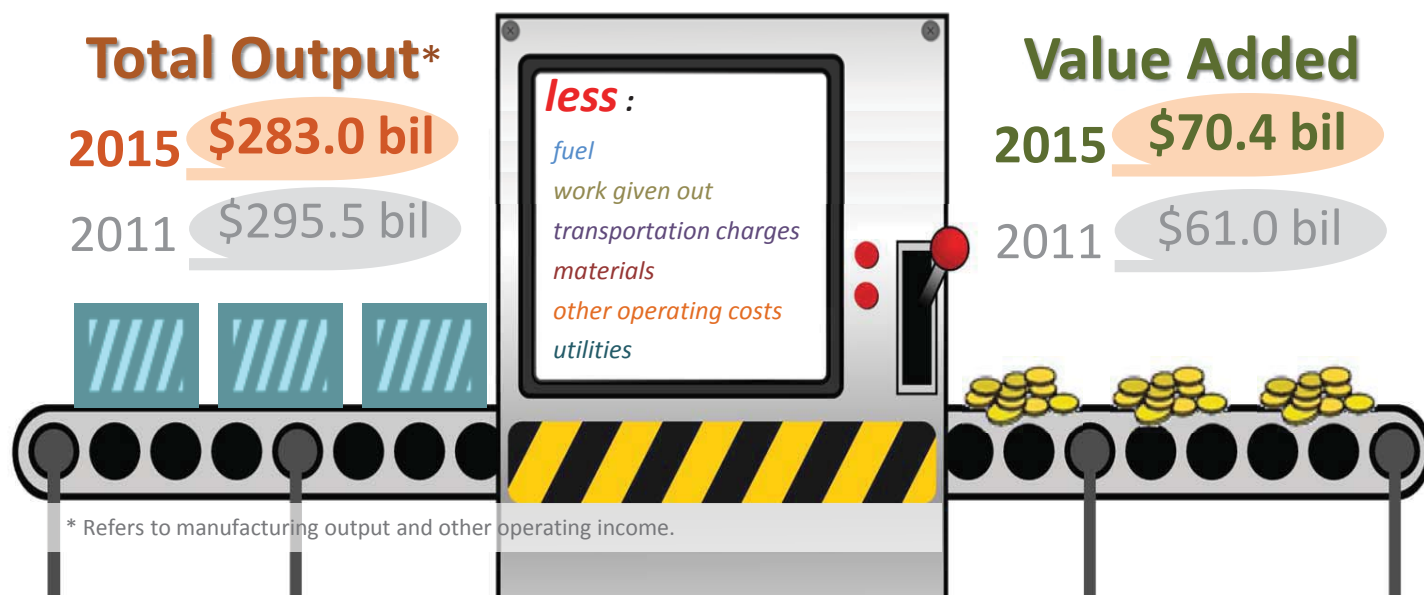 Total Output*
2015 $283.0 bil
2011 $295.5 bil
less :
fuel
work given out
transportation charges
materials
other operating costs
utilities
Value Added
2015 $70.4 bil
2011 $61.0 bil
* Refers to manufacturing output and other operating income.